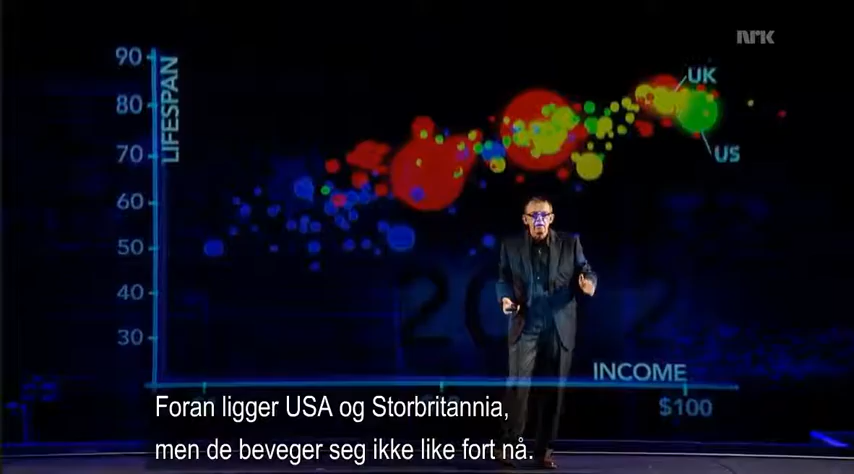 nrk
90
80
70
60
50
40
30
LIFESPAN
UK
US
INCOME
$100
Foran ligger USA og Storbritannia,
men de beveger seg ikke like fort nå.